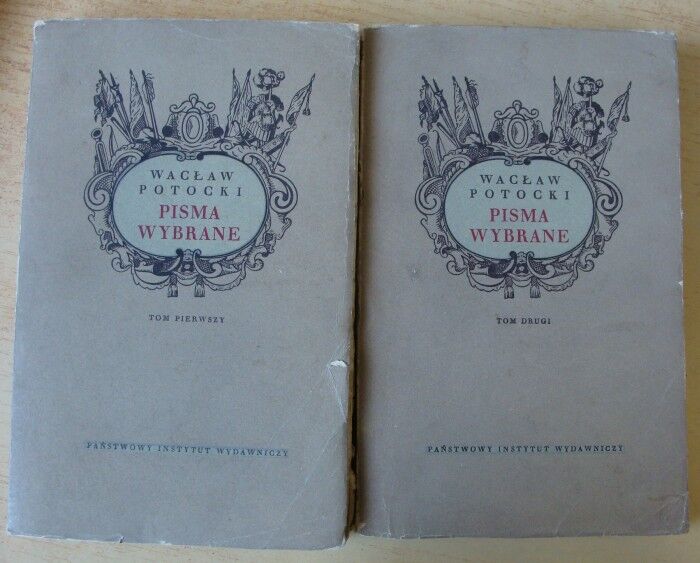 WACŁAW
POTOCKI
PISMA
WYBRANE
TOM PIERWSZY
PAŃSTWOWY INSTYTUT WYDAWNICZY
WACŁAW
POTOCKI
PISMA
WYBRANE
TOM DRUGI
PAŃSTWOWY INSTYTUT WYDAWNICZY